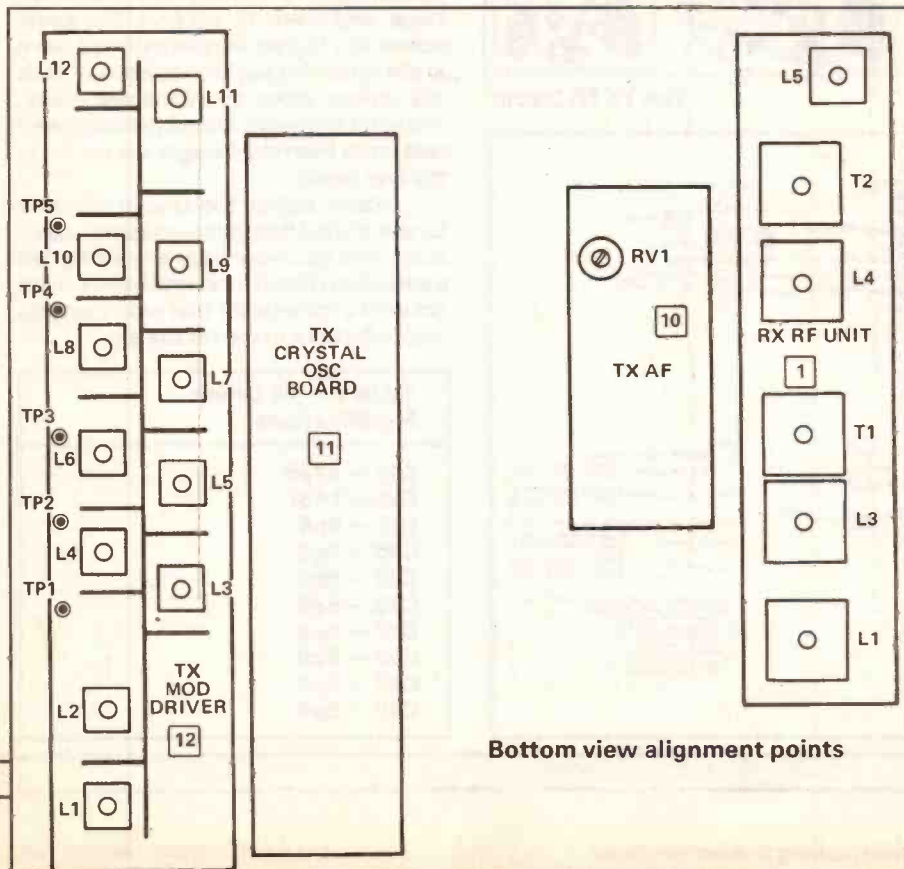 L12
L11
TP5
L10
L9
TP4
L8
L7
TP3
L6
L5
TP2
L4
L3
TP1
TX
MOD
DRIVER
12
L2
L1
TX
CRYSTAL
OSC
BOARD
11
RV1
10
TX AF
L5
T2
L4
RX RF UNIT
1
T1
L3
L1
Bottom view alignment points